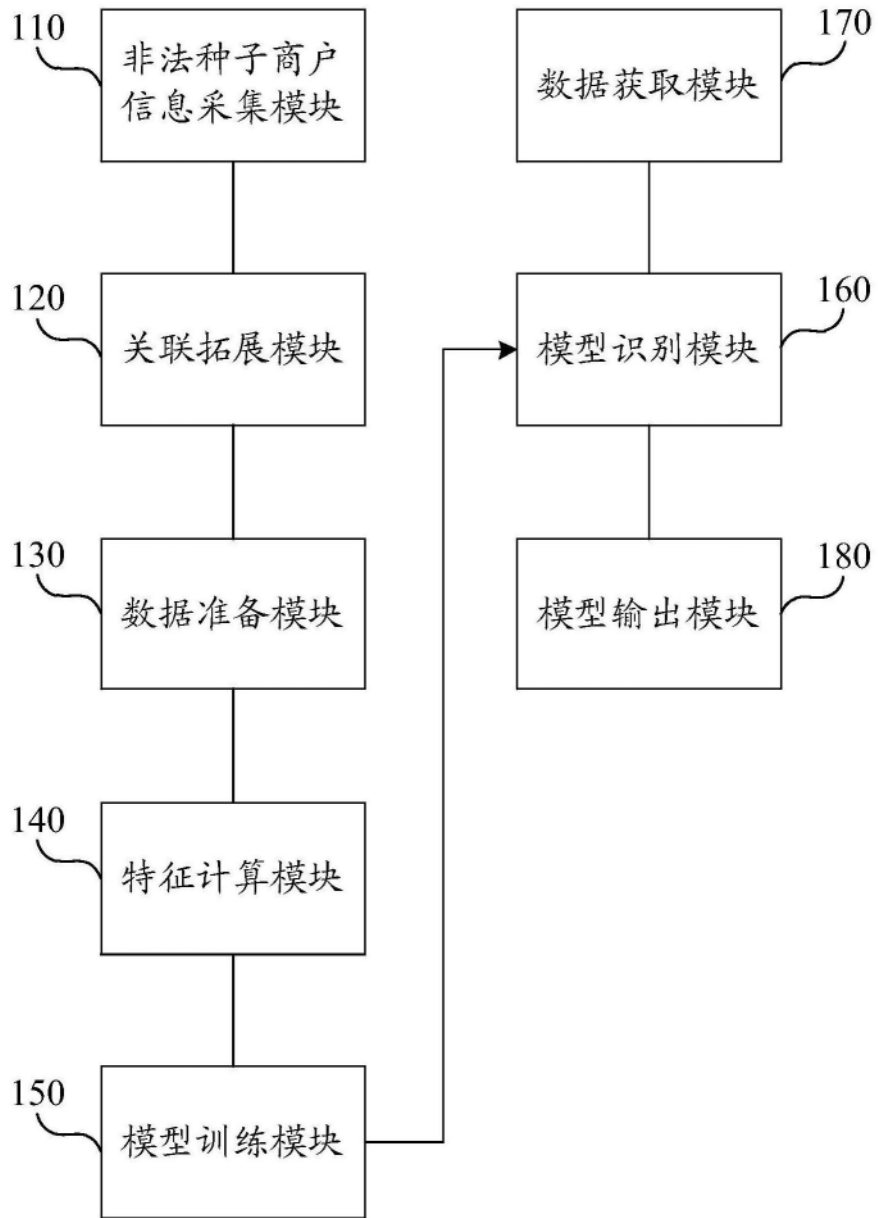 110
非法种子商户
信息采集模块
120
关联拓展模块
130
数据准备模块
140
特征计算模块
150
模型训练模块
170
数据获取模块
160
模型识别模块
180
模型输出模块